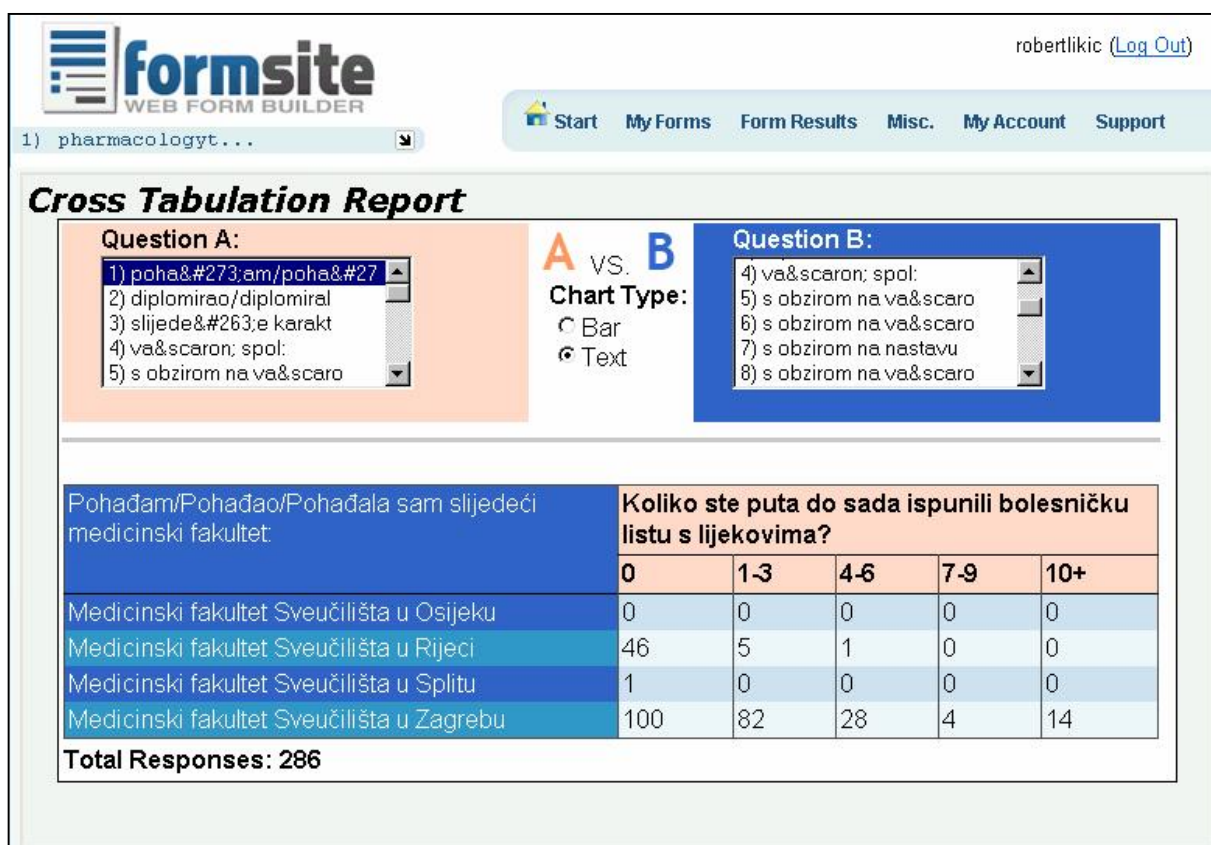 robertlikic (Log Out)
formsite
WEB FORM BUILDER
Start My Forms Form Results Misc. My Account Support
1) pharmacologyt...
Cross Tabulation Report
Question A:
1) poha&#273;am/poha&#27
2) diplomirao/diplomiral
3) slijede&#263;e karakt
4) va&scaron; spol:
5) s obzirom na va&scaro
A VS. B
Chart Type:
Bar
Text
Question B:
4) va&scaron; spol:
5) s obzirom na va&scaro
6) s obzirom na va&scaro
7) s obzirom na nastavu
8) s obzirom na va&scaro
Pohađam/Pohađao/Pohađala sam slijedeći
medicinski fakultet:
Koliko ste puta do sada ispunili bolesničku
listu s lijekovima?
0 1-3 4-6 7-9 10+
Medicinski fakultet Sveučilišta u Osijeku 0 0 0 0 0
Medicinski fakultet Sveučilišta u Rijeci 46 5 1 0 0
Medicinski fakultet Sveučilišta u Splitu 1 0 0 0 0
Medicinski fakultet Sveučilišta u Zagrebu 100 82 28 4 14
Total Responses: 286